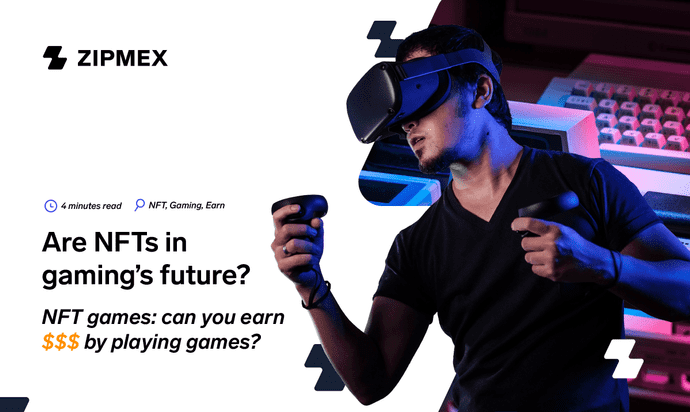 ZIPMEX
4 minutes read
NFT, Gaming, Earn
Are NFTs in
gaming's future?
NFT games: can you earn
$$$ by playing games?